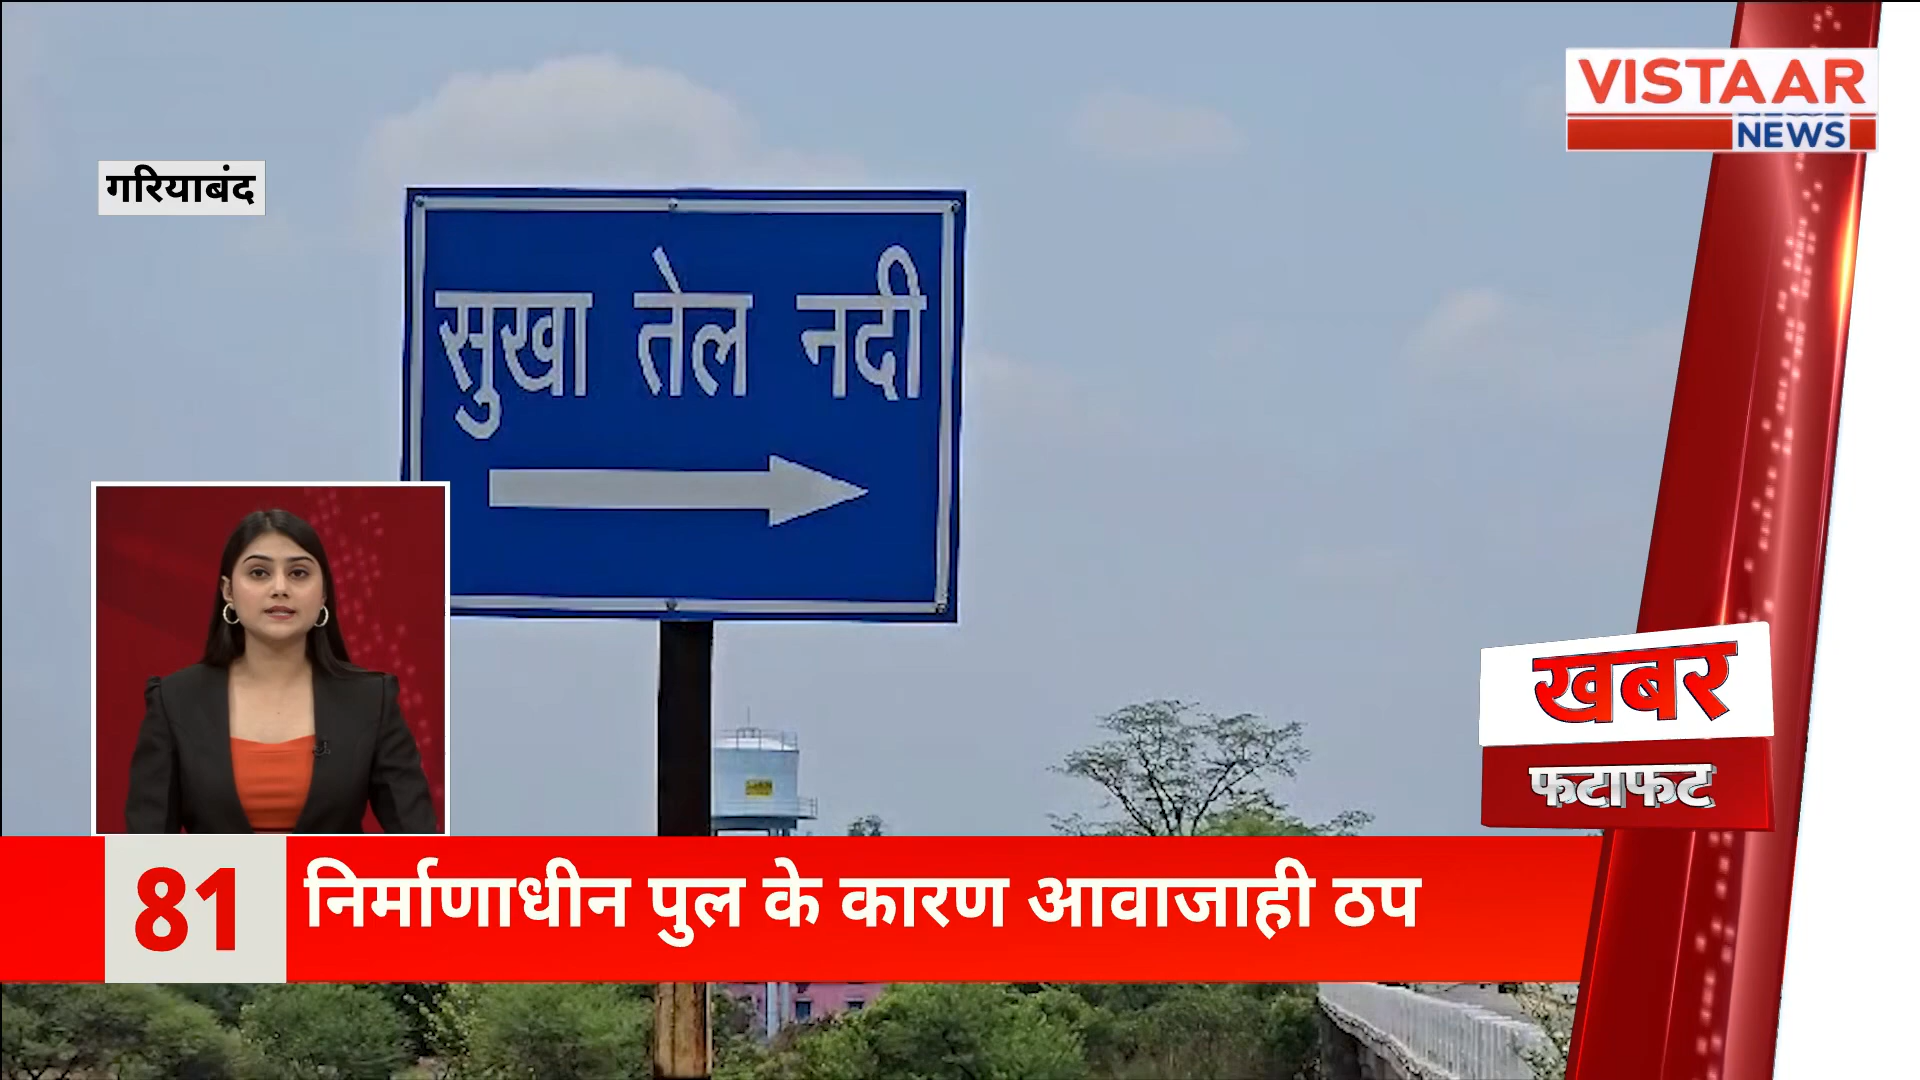 VISTAAR
NEWS
गरियाबंद
सुखा तेल नदी
खबर
फटाफट
81
निर्माणाधीन पुल के कारण आवाजाही ठप